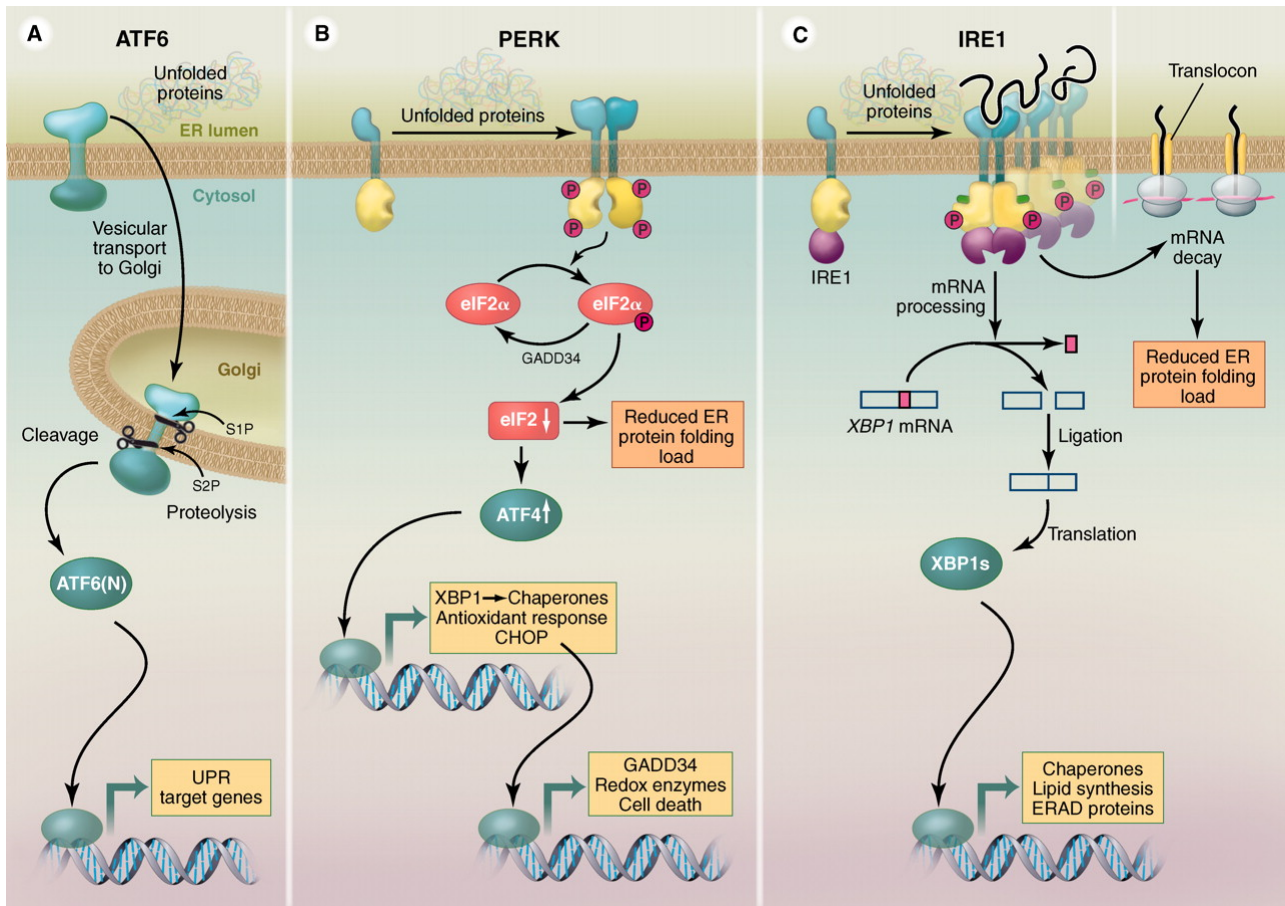 A
ATF6
Unfolded
proteins
ER lumen
Cytosol
Vesicular
transport
to Golgi
Golgi
S1P
Cleavage
S2P
Proteolysis
ATF6(N)
UPR
target genes
B
PERK
Unfolded proteins
P
P
P
P
eIF2α
eIF2α
P
GADD34
eIF2
Reduced ER
protein folding
load
ATF4
XBP1→Chaperones
Antioxidant response
CHOP
GADD34
Redox enzymes
Cell death
C
IRE1
Unfolded
proteins
Translocon
P
P
P
P
IRE1
mRNA
decay
mRNA
processing
Reduced ER
protein folding
load
XBP1 mRNA
Ligation
Translation
XBP1s
Chaperones
Lipid synthesis
ERAD proteins